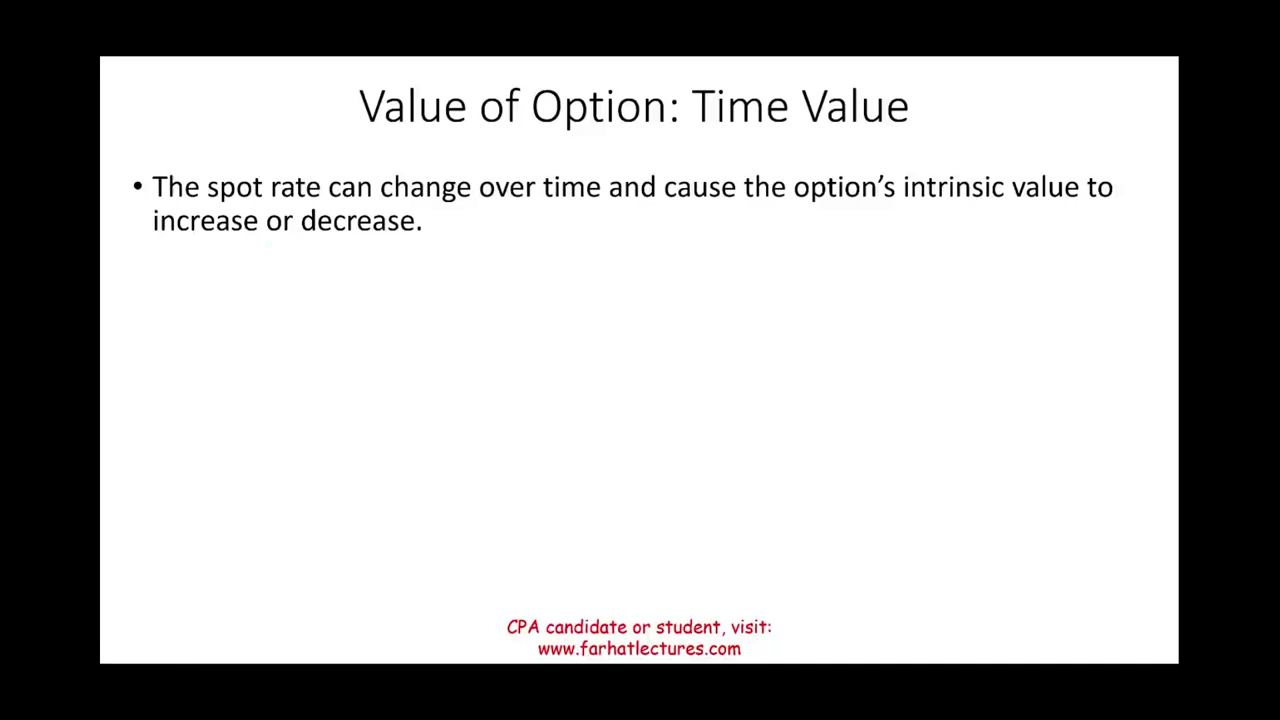 Value of Option: Time Value
• The spot rate can change over time and cause the option’s intrinsic value to
increase or decrease.
CPA candidate or student, visit:
www.farhatlectures.com